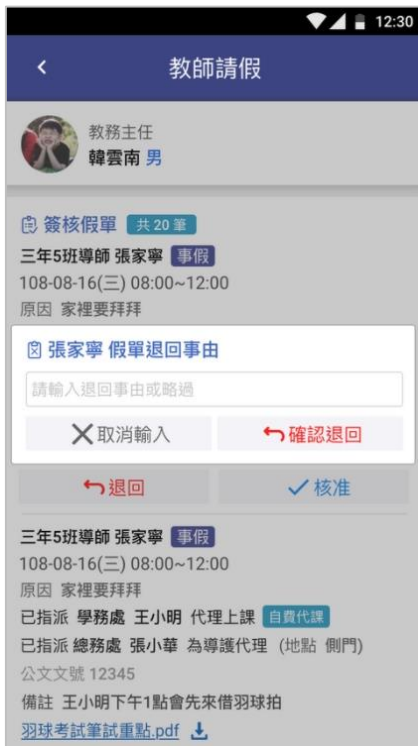 12:30
教師請假
教務主任
韓雲南 男
簽核假單 共 20 筆
三年5班導師 張家寧 事假
108-08-16(三) 08:00~12:00
原因 家裡要拜拜
張家寧 假單退回事由
請輸入退回事由或略過
取消輸入 確認退回
退回 核准
三年5班導師 張家寧 事假
108-08-16(三) 08:00~12:00
原因 家裡要拜拜
已指派 學務處 王小明 代理上課 自費代課
已指派 總務處 張小華 為導護代理 (地點 側門)
公文文號 12345
備註 王小明下午1點會先來借羽球拍
羽球考試筆試重點.pdf